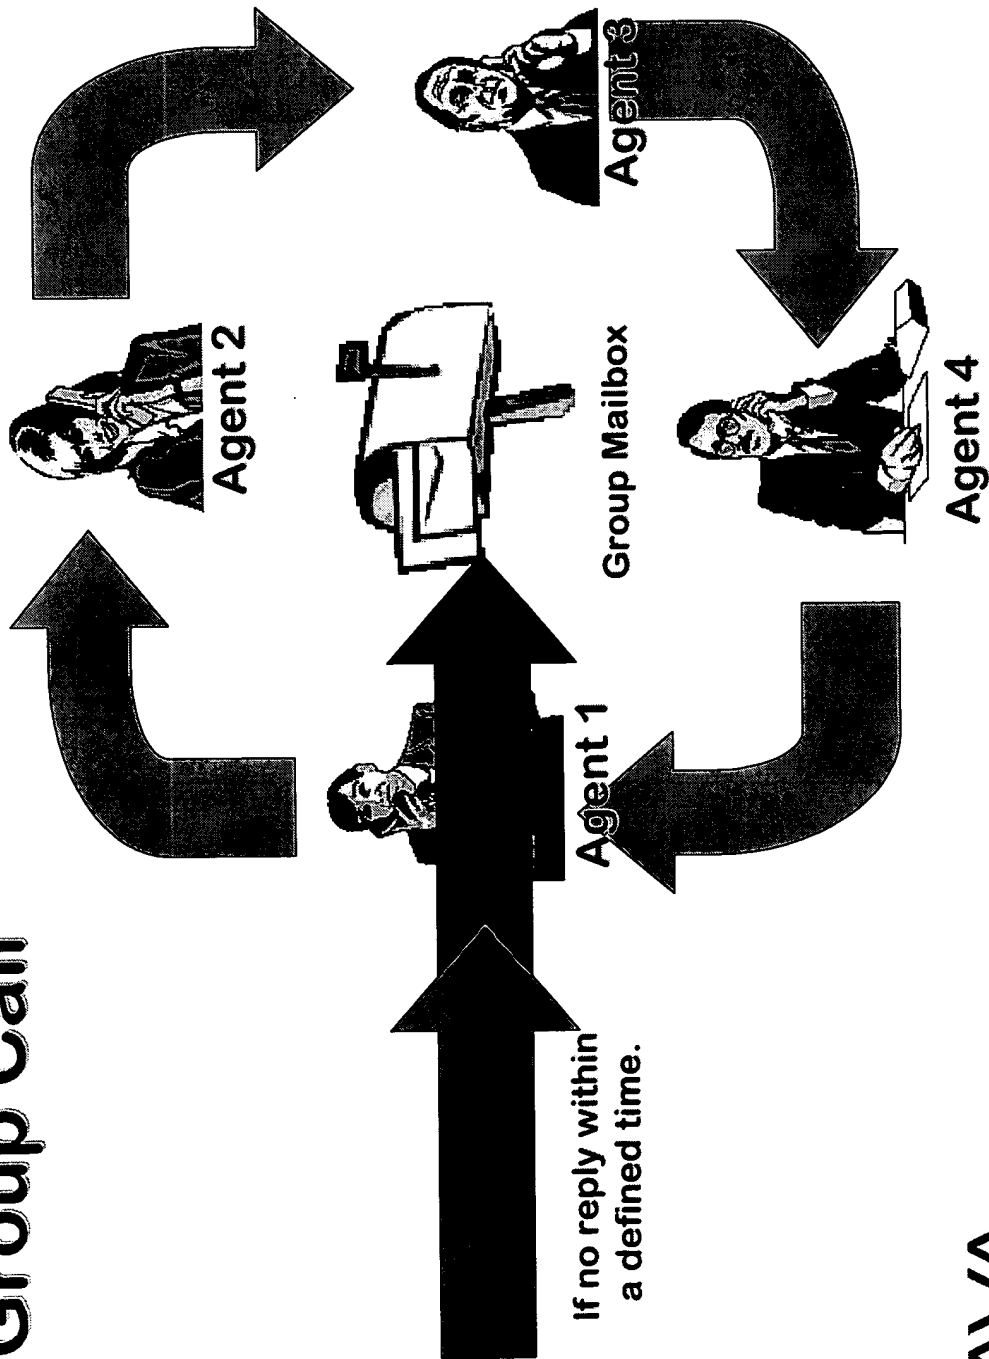 Group Call
Agent 2
Agent 3
Group Mailbox
Agent 1
Agent 4
If no reply within
a defined time.